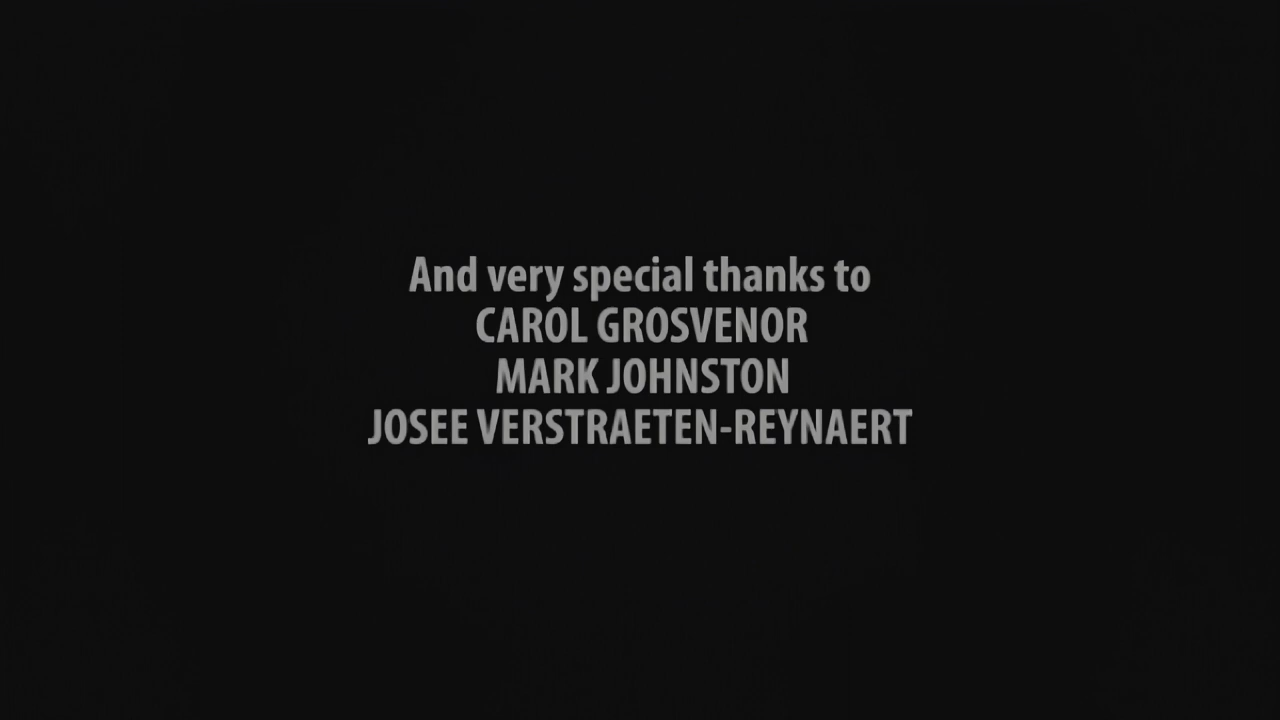 And very special thanks to
CAROL GROSVENOR
MARK JOHNSTON
JOSEE VERSTRAETEN-REYNAERT